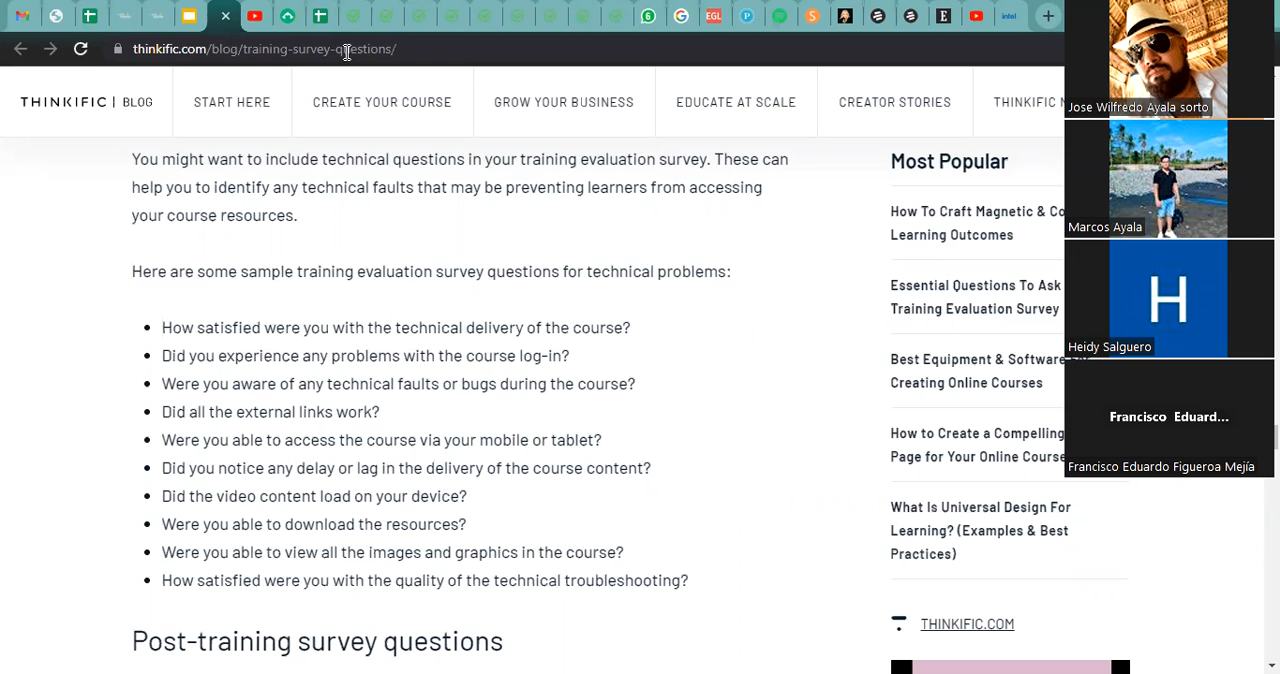 6
EGL
P
S
E
intel
thinkific.com/blog/training-survey-questions/
THINKIFIC | BLOG
START HERE
CREATE YOUR COURSE
GROW YOUR BUSINESS
EDUCATE AT SCALE
CREATOR STORIES
THINKIFIC
You might want to include technical questions in your training evaluation survey. These can
help you to identify any technical faults that may be preventing learners from accessing
your course resources.
Here are some sample training evaluation survey questions for technical problems:
• How satisfied were you with the technical delivery of the course?
• Did you experience any problems with the course log-in?
• Were you aware of any technical faults or bugs during the course?
• Did all the external links work?
• Were you able to access the course via your mobile or tablet?
• Did you notice any delay or lag in the delivery of the course content?
• Did the video content load on your device?
• Were you able to download the resources?
• Were you able to view all the images and graphics in the course?
• How satisfied were you with the quality of the technical troubleshooting?
Post-training survey questions
Most Popular
How To Craft Magnetic & Co
Learning Outcomes
Essential Questions To Ask
Training Evaluation Survey
Best Equipment & Software
Creating Online Courses
How to Create a Compelling
Page for Your Online Course
What Is Universal Design For
Learning? (Examples & Best
Practices)
THINKIFIC.COM
Jose Wilfredo Ayala sorto
Marcos Ayala
H
Heidy Salguero
Francisco Eduard...
Francisco Eduardo Figueroa Mejía